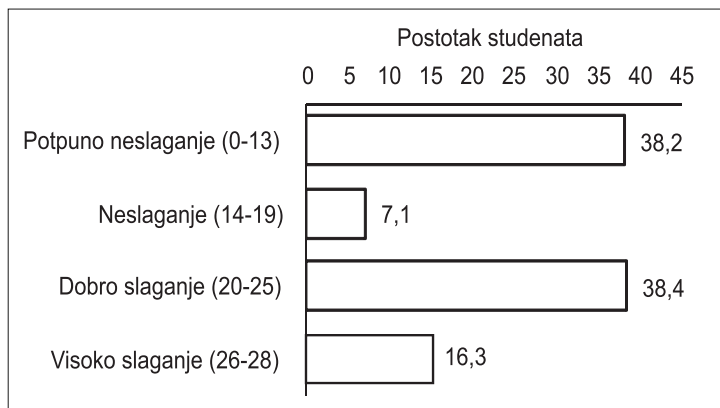 Postotak studenata
0 5 10 15 20 25 30 35 40 45
Potpuno neslaganje (0-13) 38,2
Neslaganje (14-19) 7,1
Dobro slaganje (20-25) 38,4
Visoko slaganje (26-28) 16,3